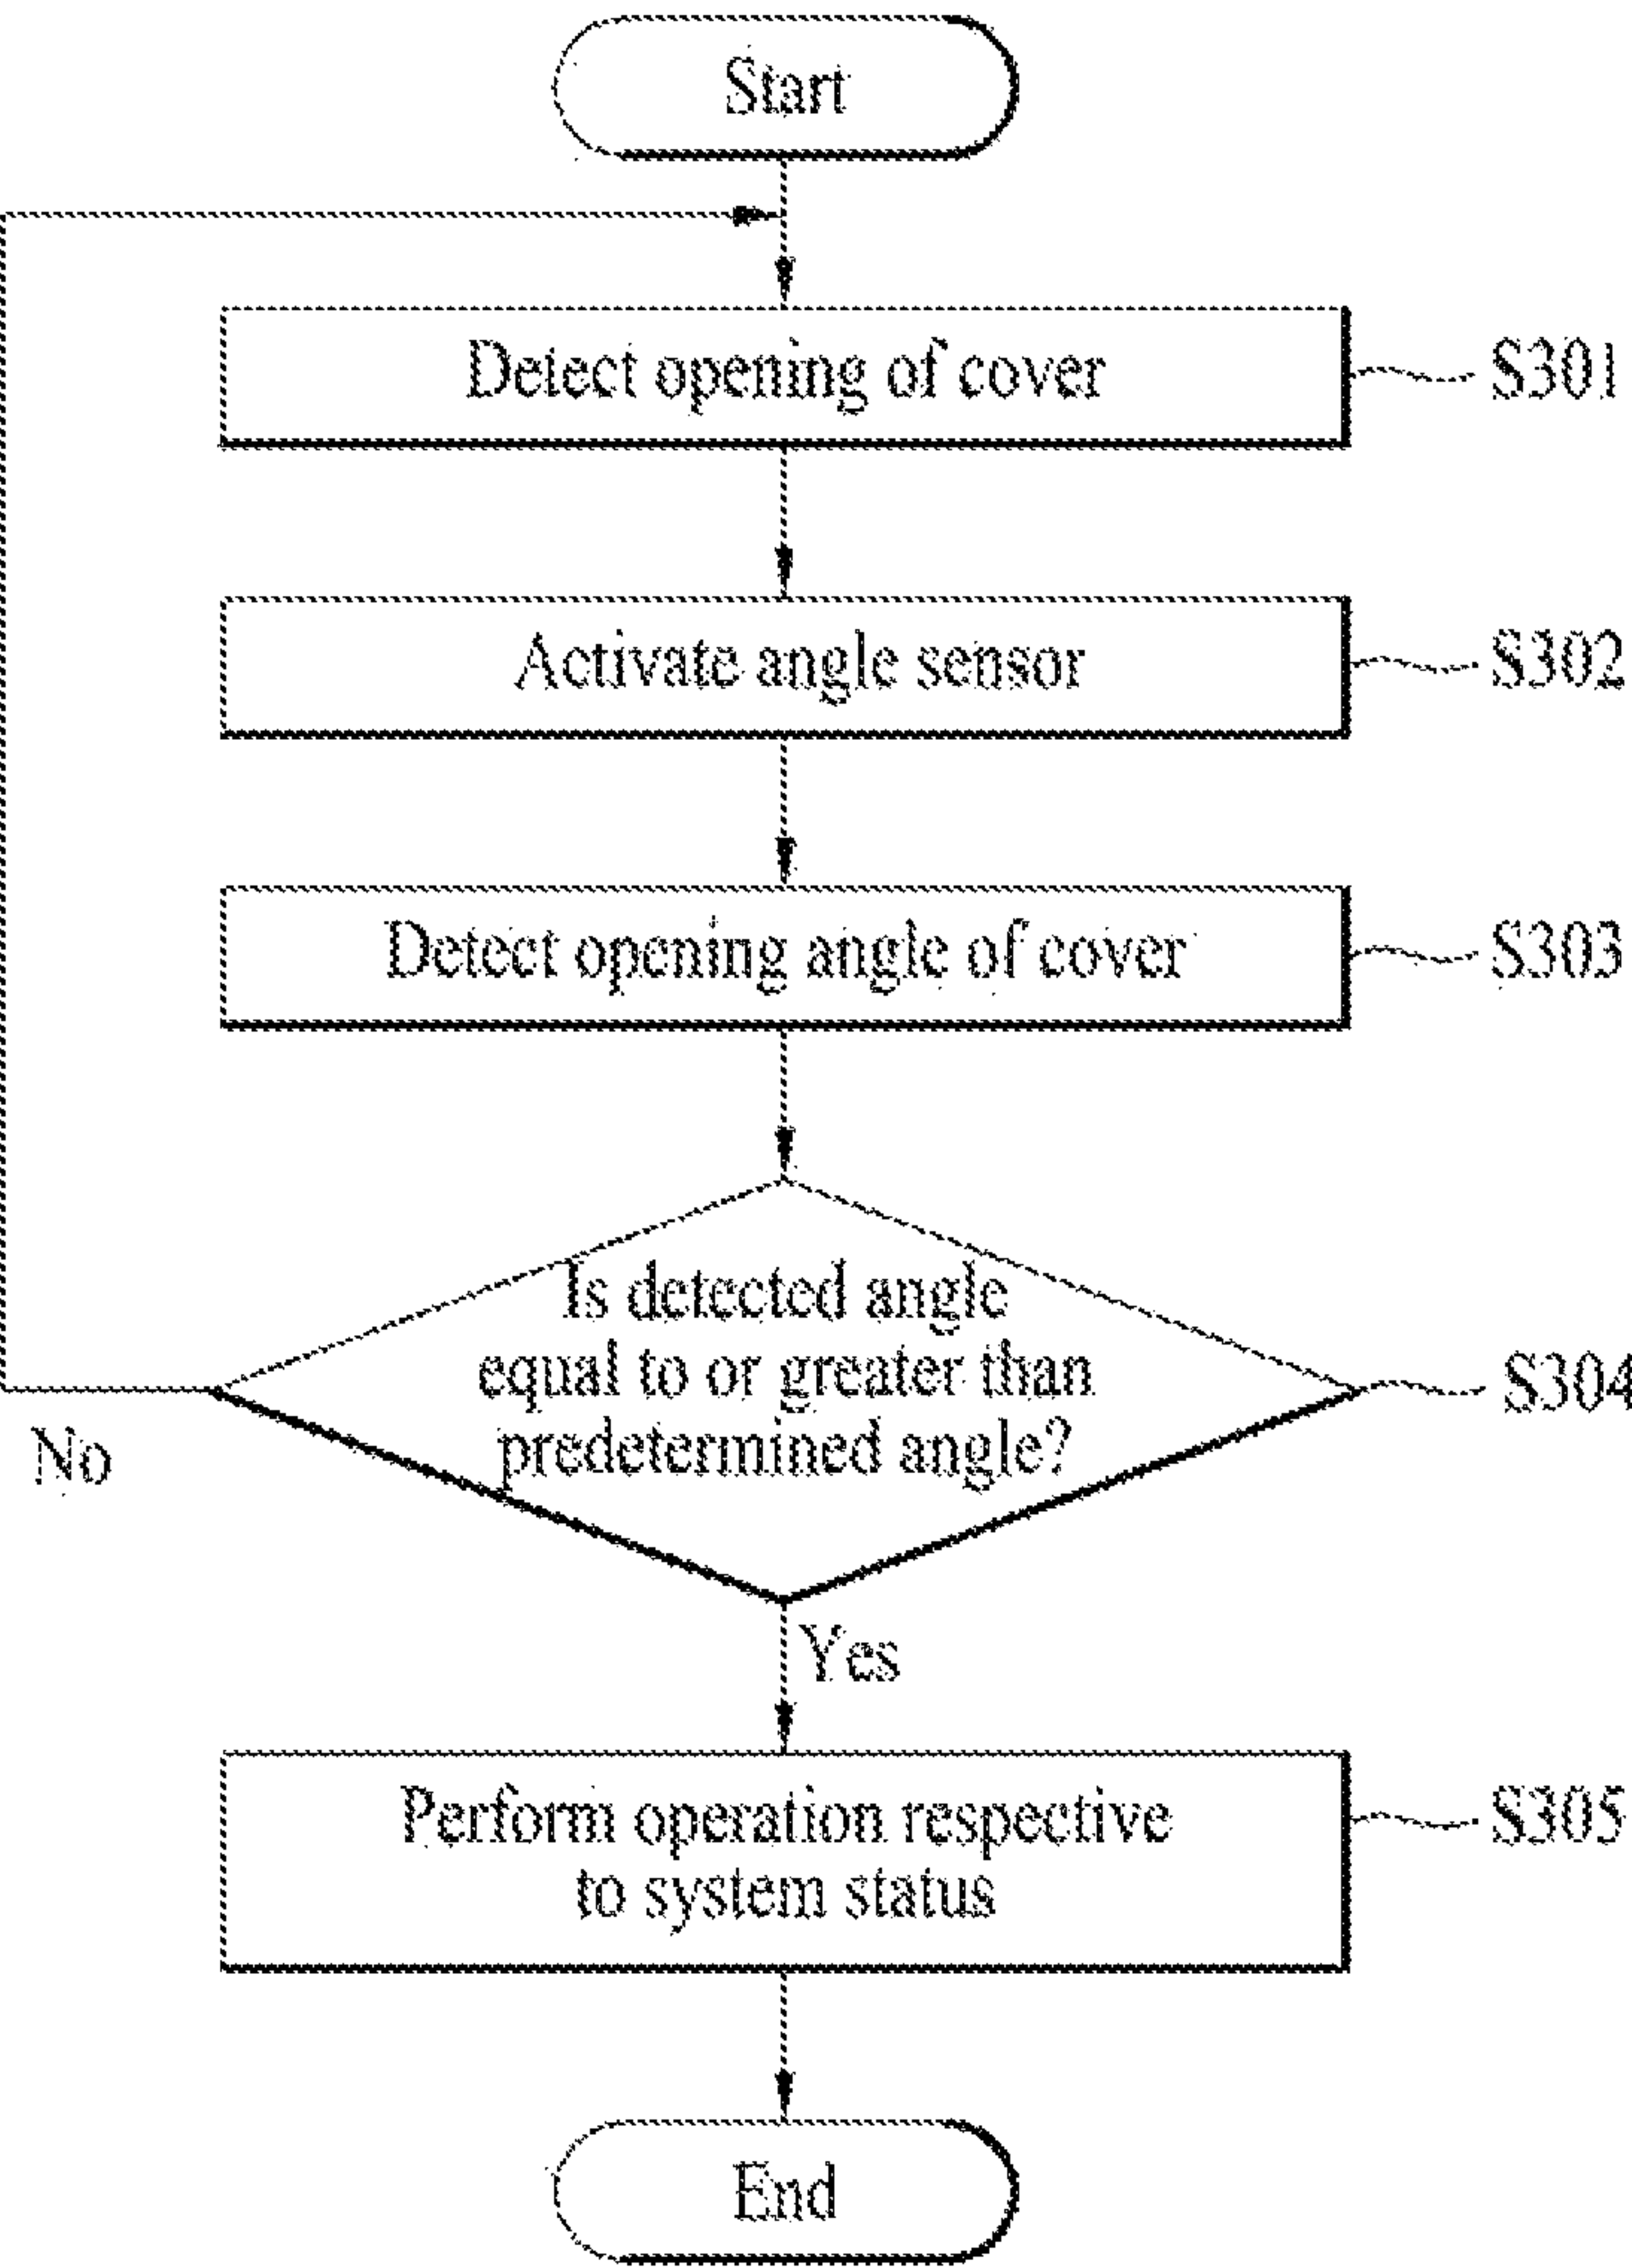 Start
Detect opening of cover
S301
Activate angle sensor
S302
Detect opening angle of cover
S303
Is detected angle
equal to or greater than
predetermined angle?
S304
No
Yes
Perform operation respective
to system status
S305
End